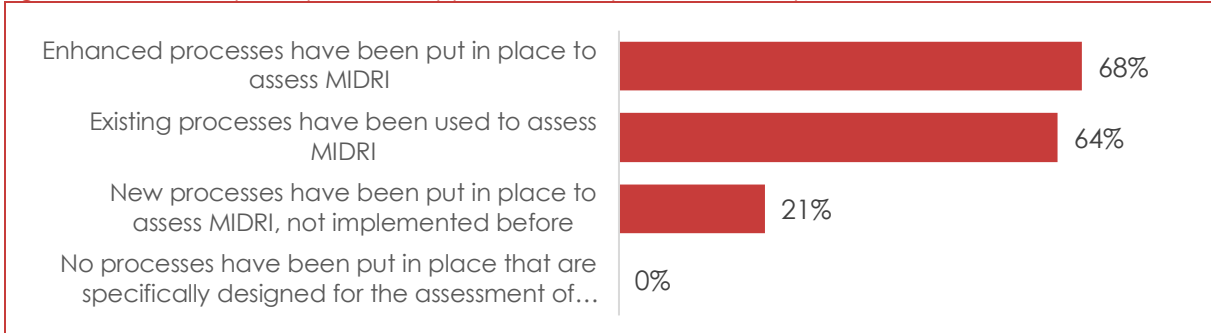 Enhanced processes have been put in place to
assess MIDRI
68%
Existing processes have been used to assess
MIDRI
64%
New processes have been put in place to
assess MIDRI, not implemented before
21%
No processes have been put in place that are
specifically designed for the assessment of…
0%